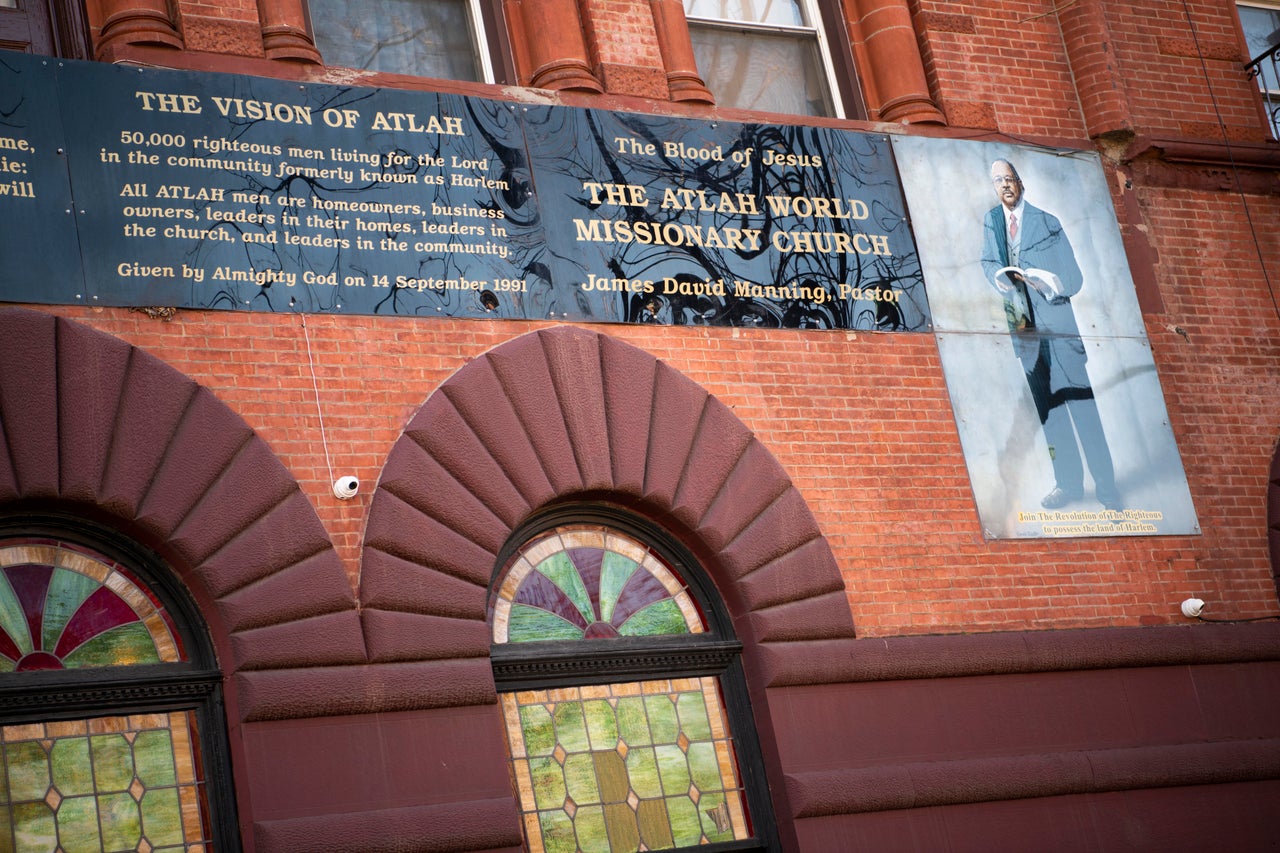 me,
ie:
will
THE VISION OF ATLAH
50,000 righteous men living for the Lord
in the community formerly known as Harlem
All ATLAH men are homeowners, business
owners, leaders in their homes, leaders in
the church, and leaders in the community.
Given by Almighty God on 14 September 1991
The Blood of Jesus
THE ATLAH WORLD
MISSIONARY CHURCH
James David Manning, Pastor
Join The Revolution of The Righteous
to possess the land of Harlem.